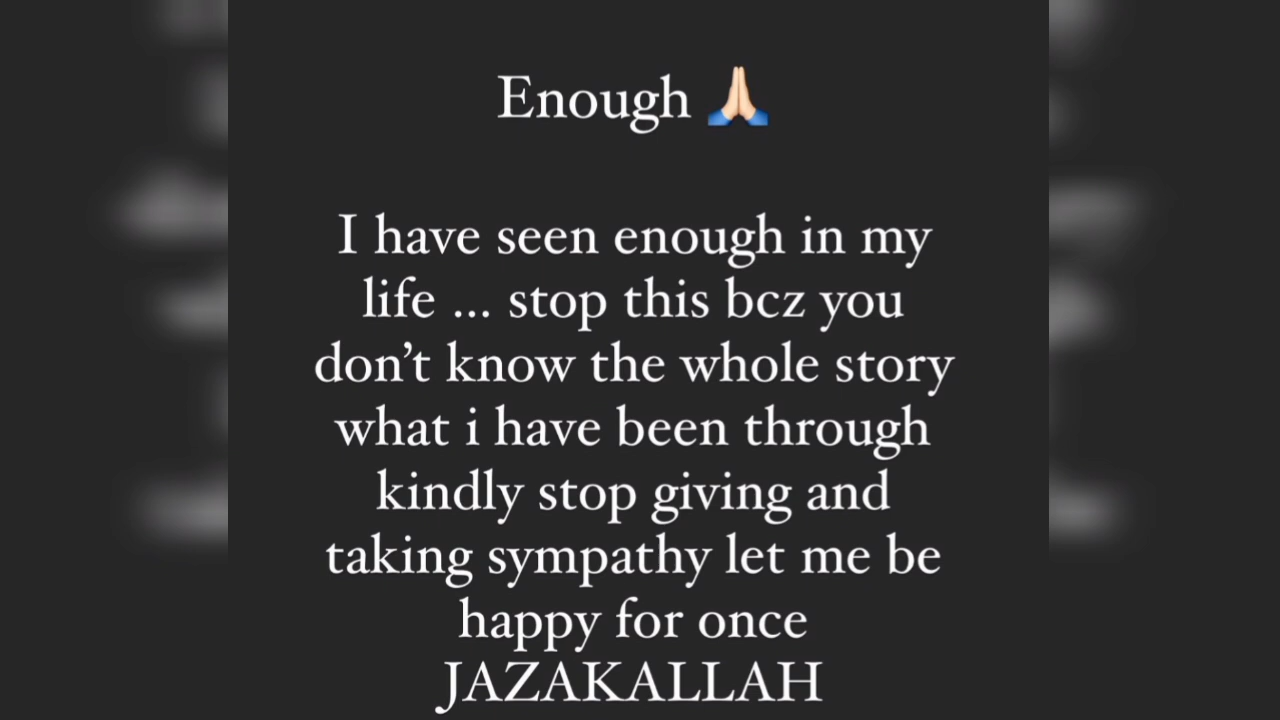 Enough 🙏🏻
I have seen enough in my
life ... stop this bcz you
don’t know the whole story
what i have been through
kindly stop giving and
taking sympathy let me be
happy for once
JAZAKALLAH